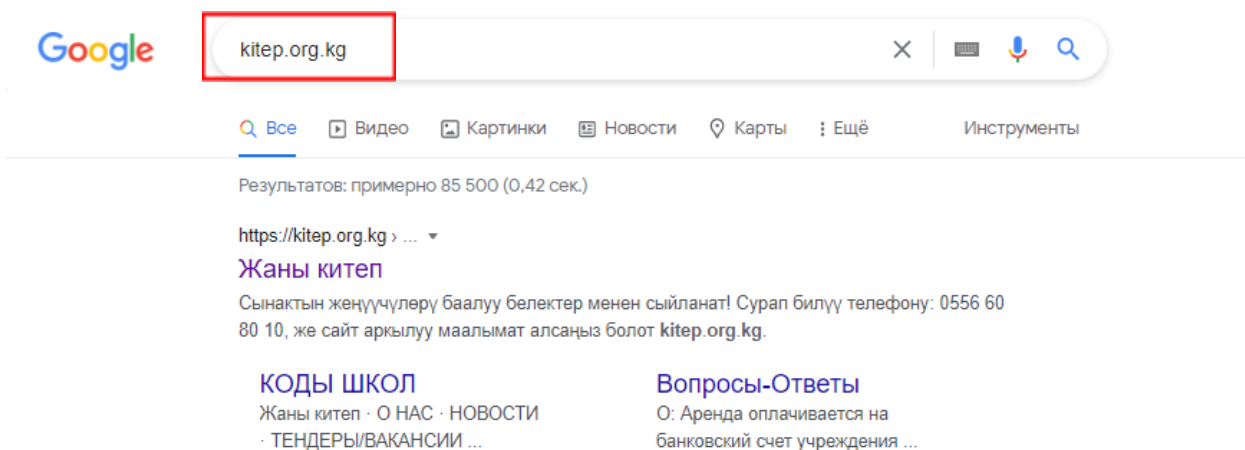 Google
kitep.org.kg
Все Видео Картинки Новости Карты Ещё Инструменты
Результатов: примерно 85 500 (0,42 сек.)
https://kitep.org.kg › ...
Жаны китеп
Сынактын жеңүүчүлөрү баалуу белектер менен сыйланат! Сурап билүү телефону: 0556 60
80 10, же сайт аркылуу маалымат алсаңыз болот kitep.org.kg.
КОДЫ ШКОЛ
Жаны китеп · О НАС · НОВОСТИ
· ТЕНДЕРЫ/ВАКАНСИИ ...
Вопросы-Ответы
О: Аренда оплачивается на
банковский счет учреждения ...